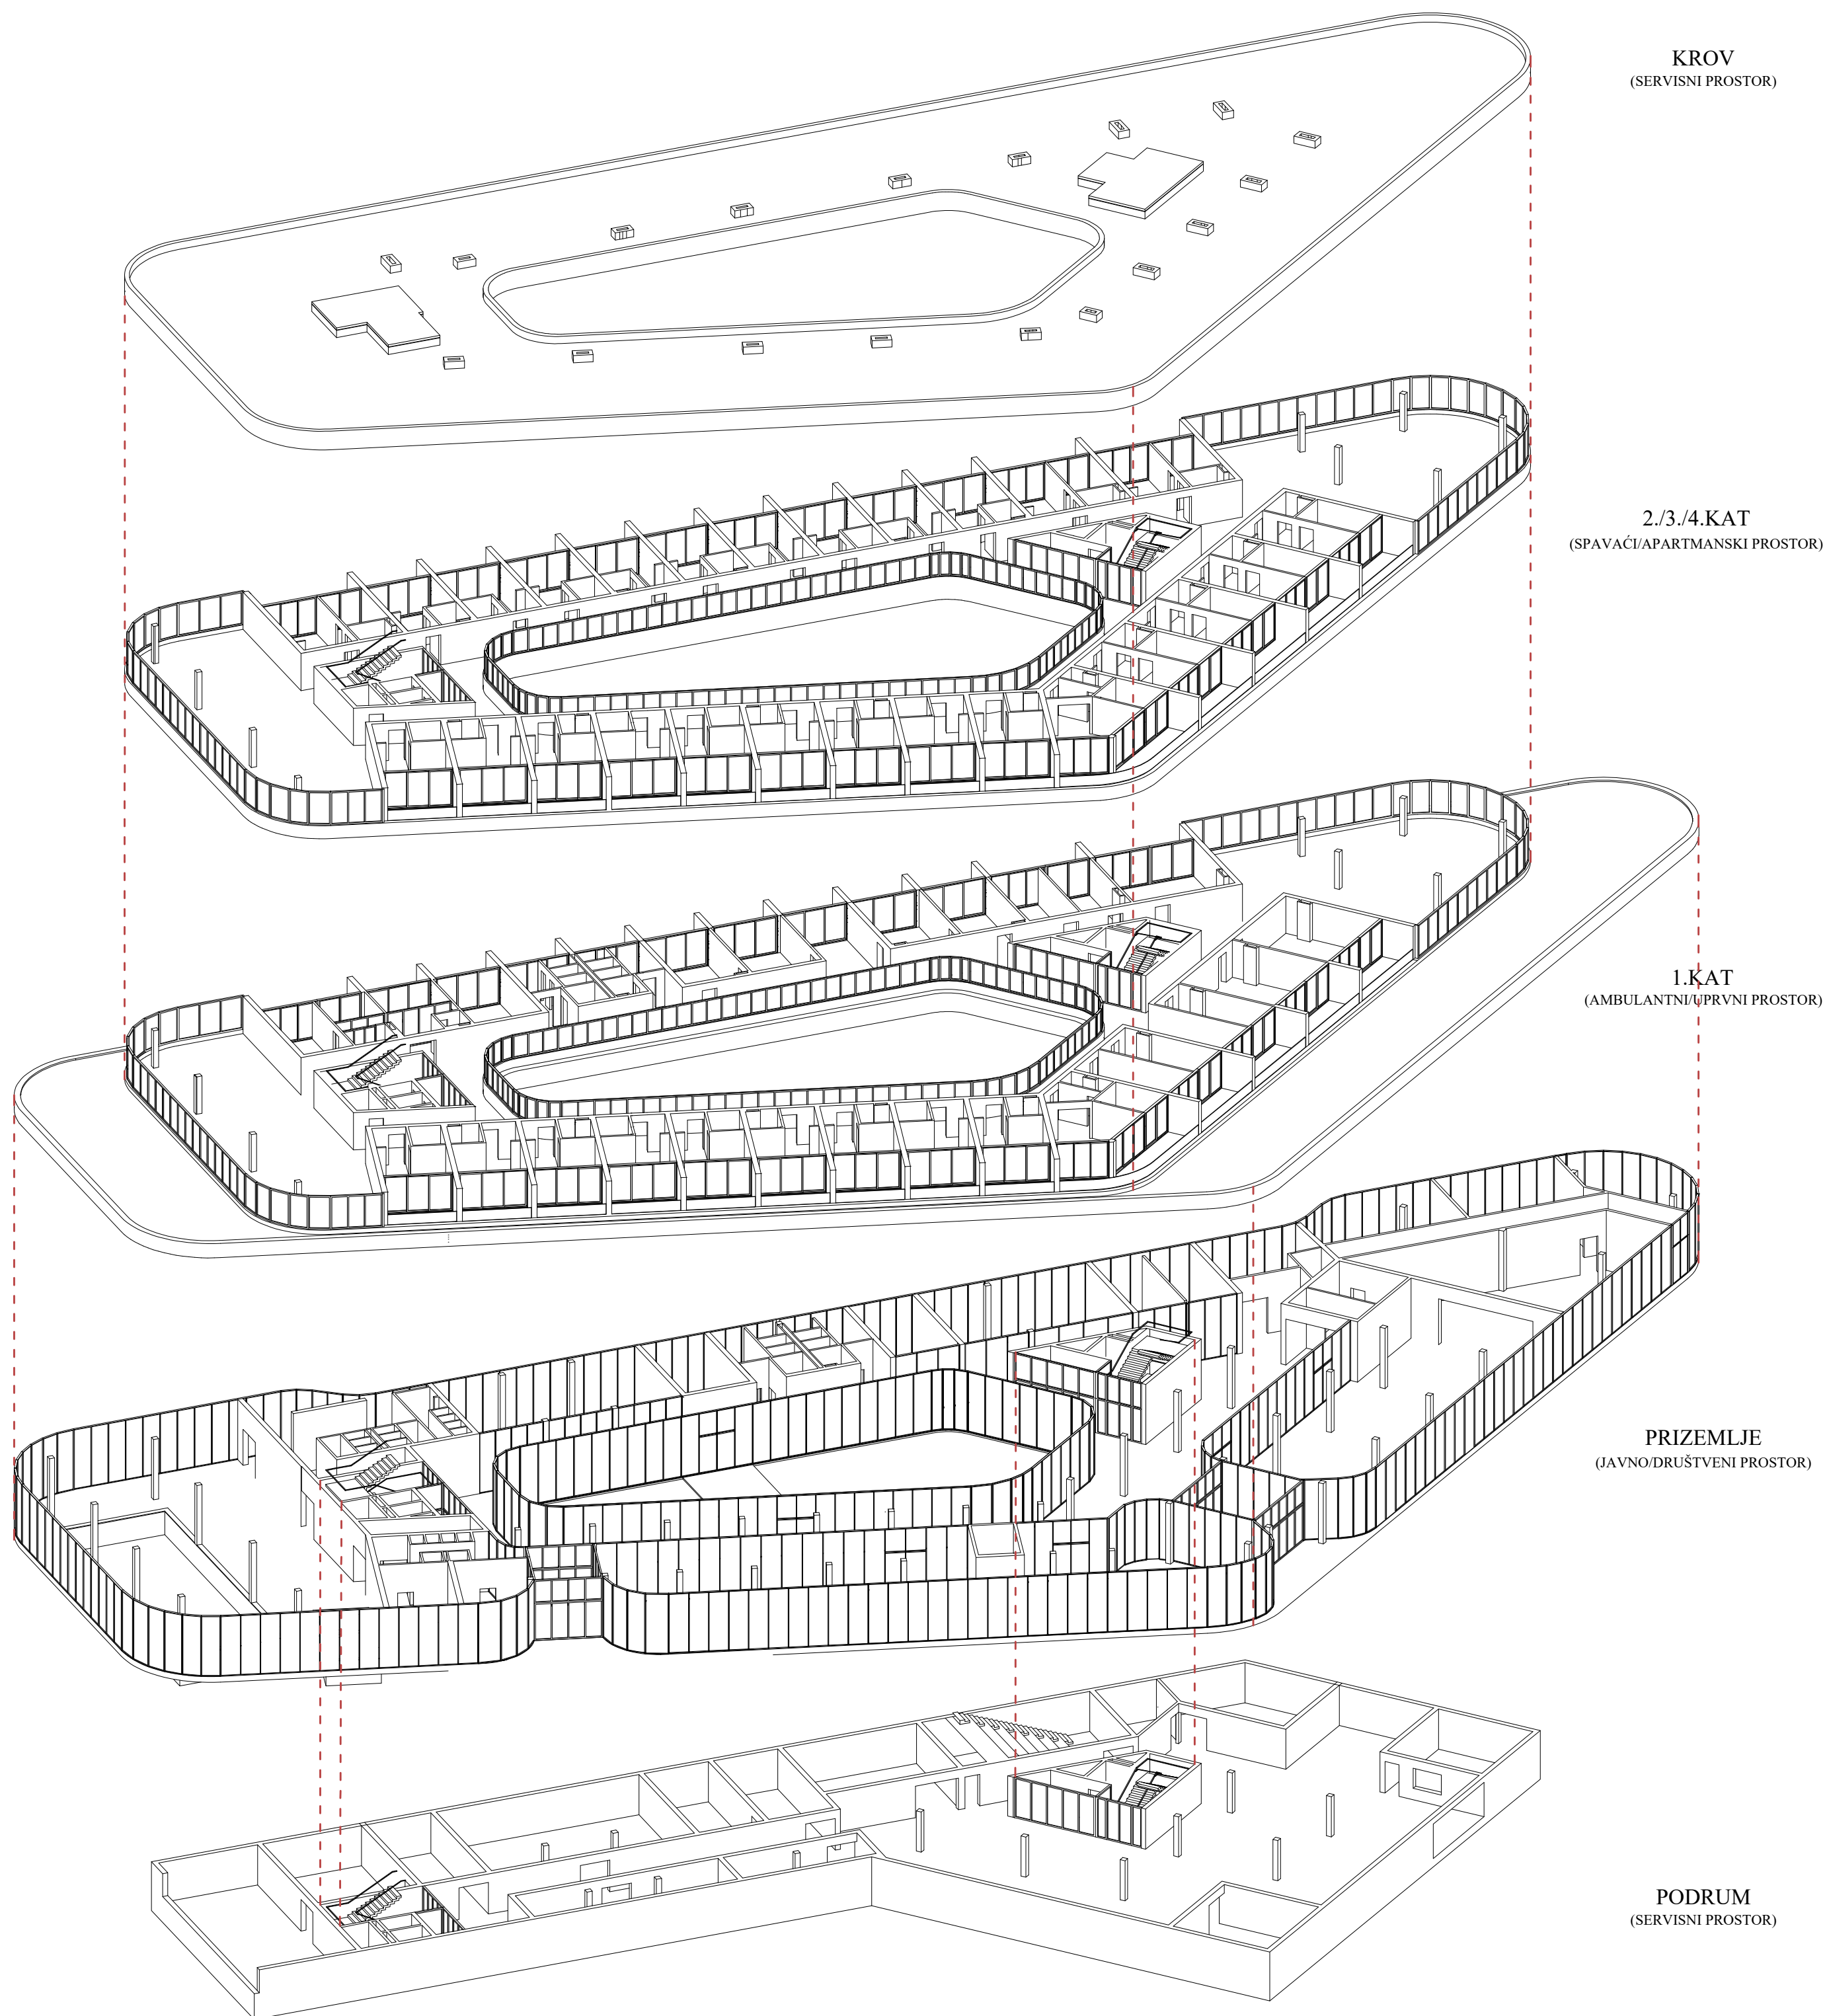 KROV
(SERVISNI PROSTOR)
2./3./4.KAT
(SPAVAĆI/APARTMANSKI PROSTOR)
1.KAT
(AMBULANTNI/UPRVNI PROSTOR)
PRIZEMLJE
(JAVNO/DRUŠTVENI PROSTOR)
PODRUM
(SERVISNI PROSTOR)